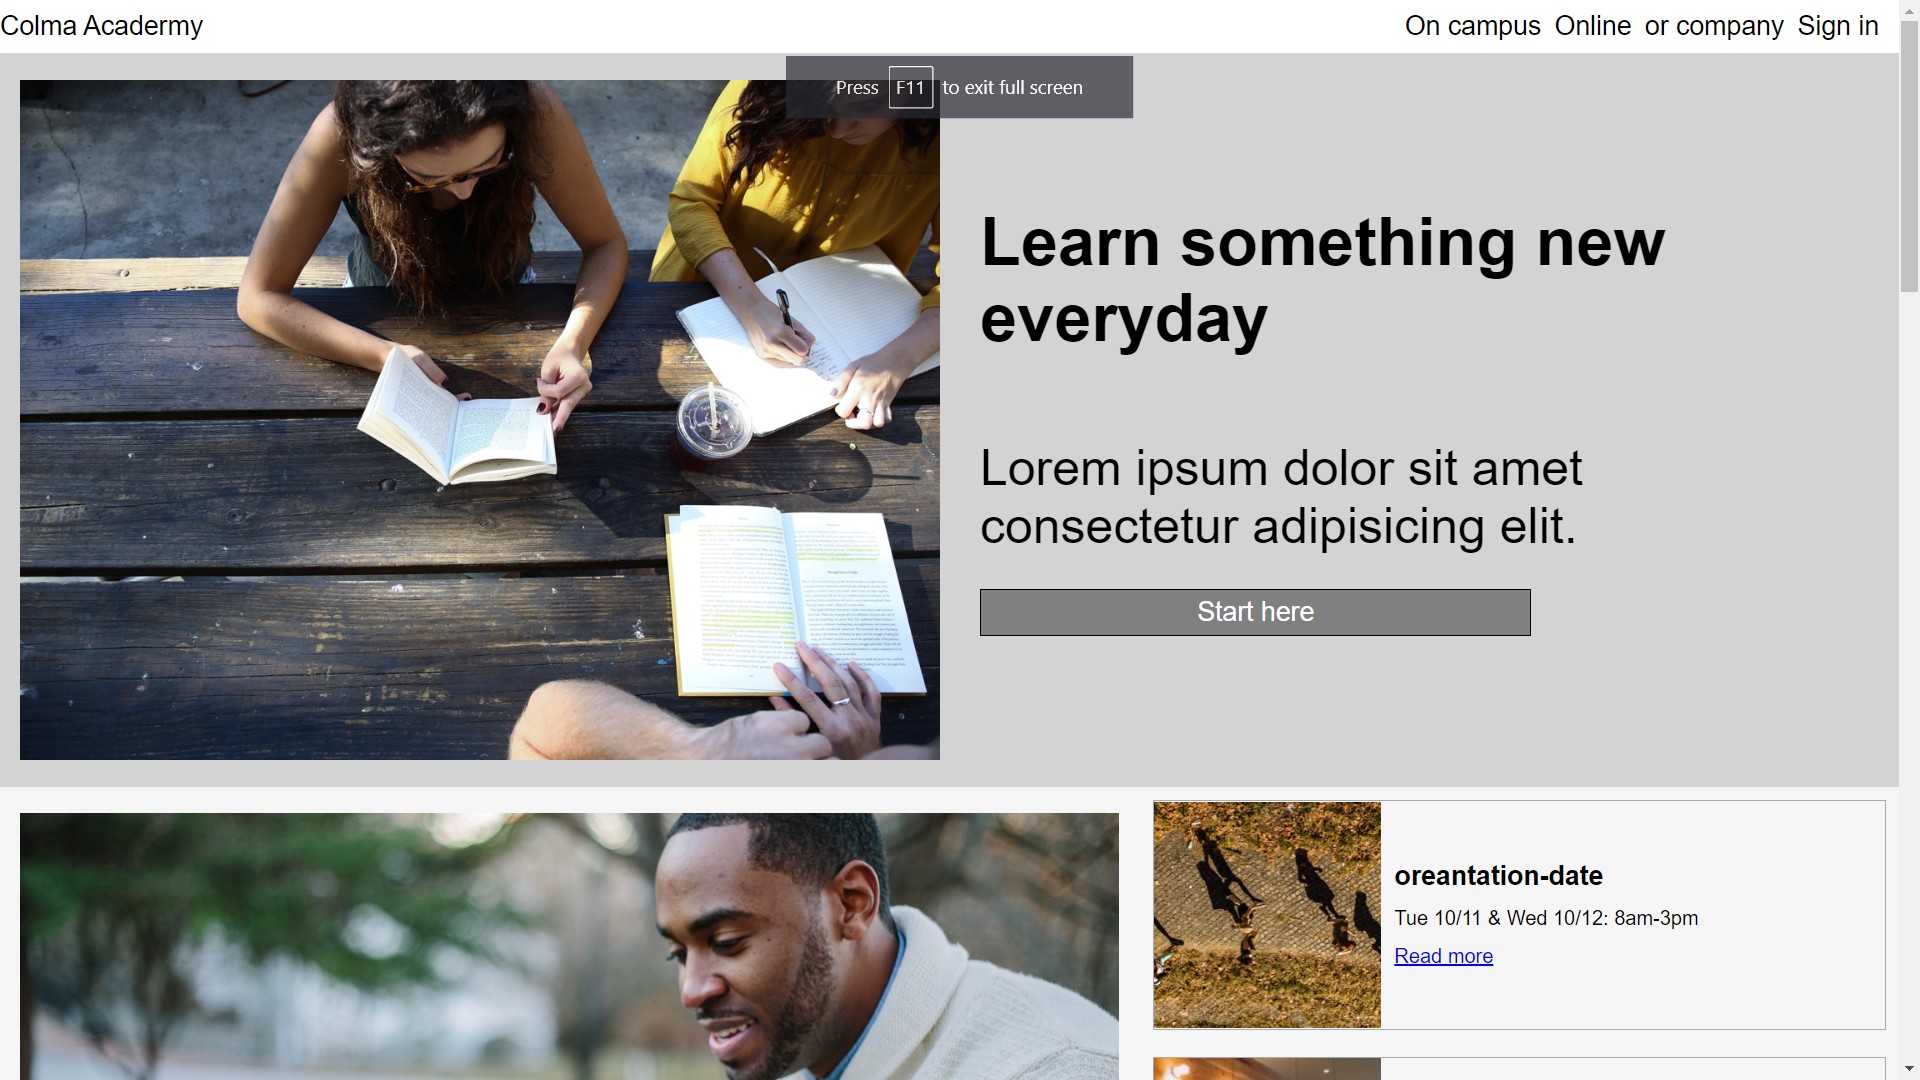 Colma Acadermy
On campus Online or company Sign in
Press F11 to exit full screen
Learn something new
everyday
Lorem ipsum dolor sit amet
consectetur adipisicing elit.
Start here
oreantation-date
Tue 10/11 & Wed 10/12: 8am-3pm
Read more